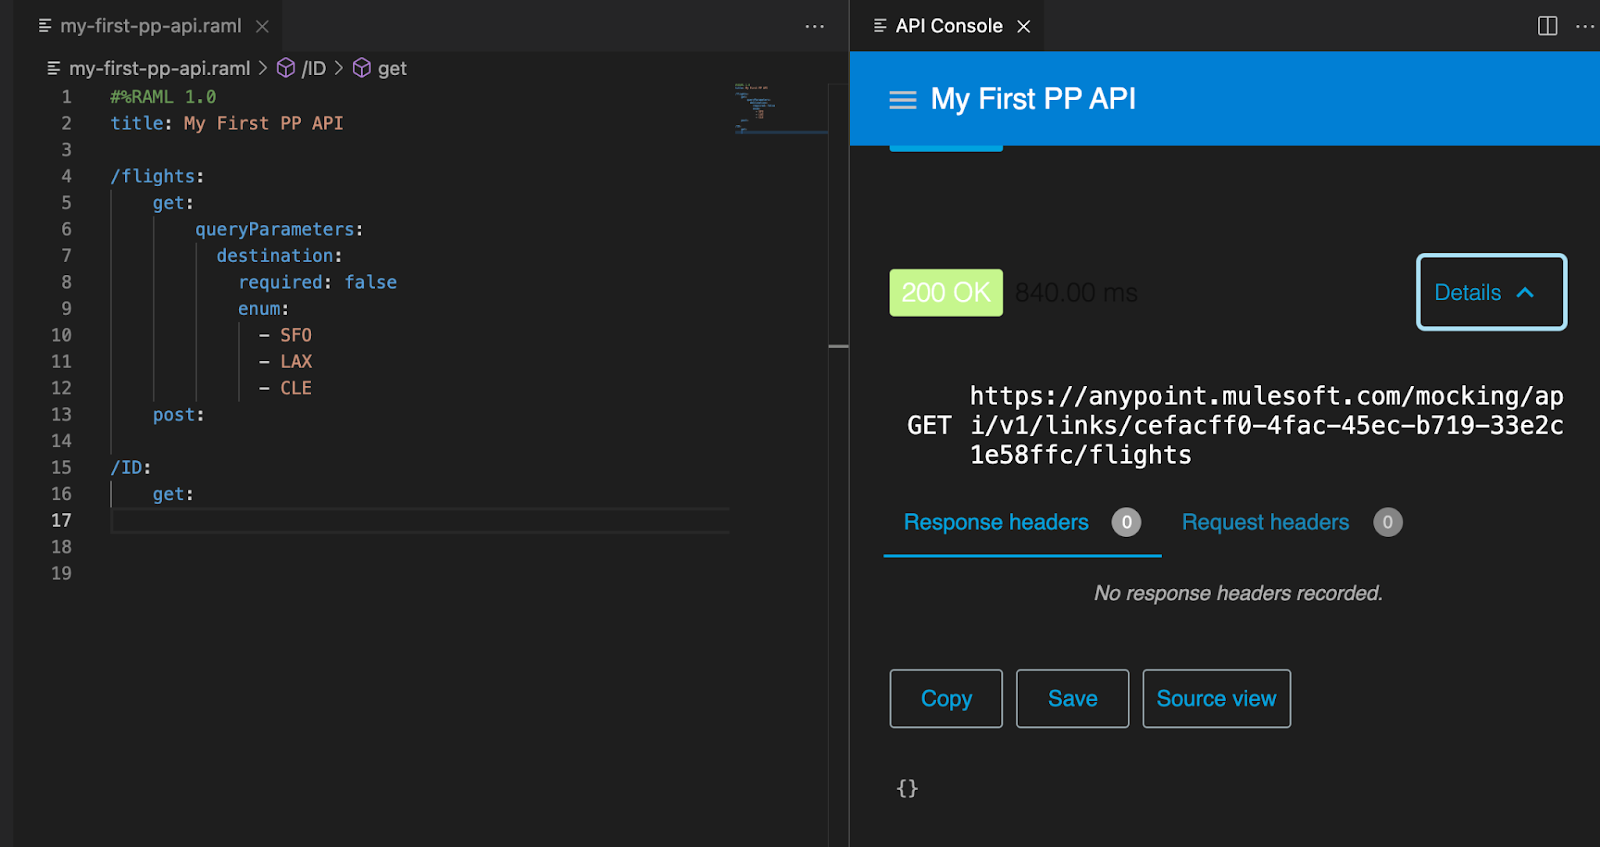 my-first-pp-api.raml
my-first-pp-api.raml > /ID > get
1 #%RAML 1.0
2 title: My First PP API
3
4 /flights:
5 get:
6 queryParameters:
7 destination:
8 required: false
9 enum:
10 - SFO
11 - LAX
12 - CLE
13 post:
14
15 /ID:
16 get:
17
18
19
API Console
My First PP API
200 OK 840.00 ms Details
GET https://anypoint.mulesoft.com/mocking/ap
i/v1/links/cefacff0-4fac-45ec-b719-33e2c
1e58ffc/flights
Response headers 0 Request headers 0
No response headers recorded.
Copy Save Source view
{}